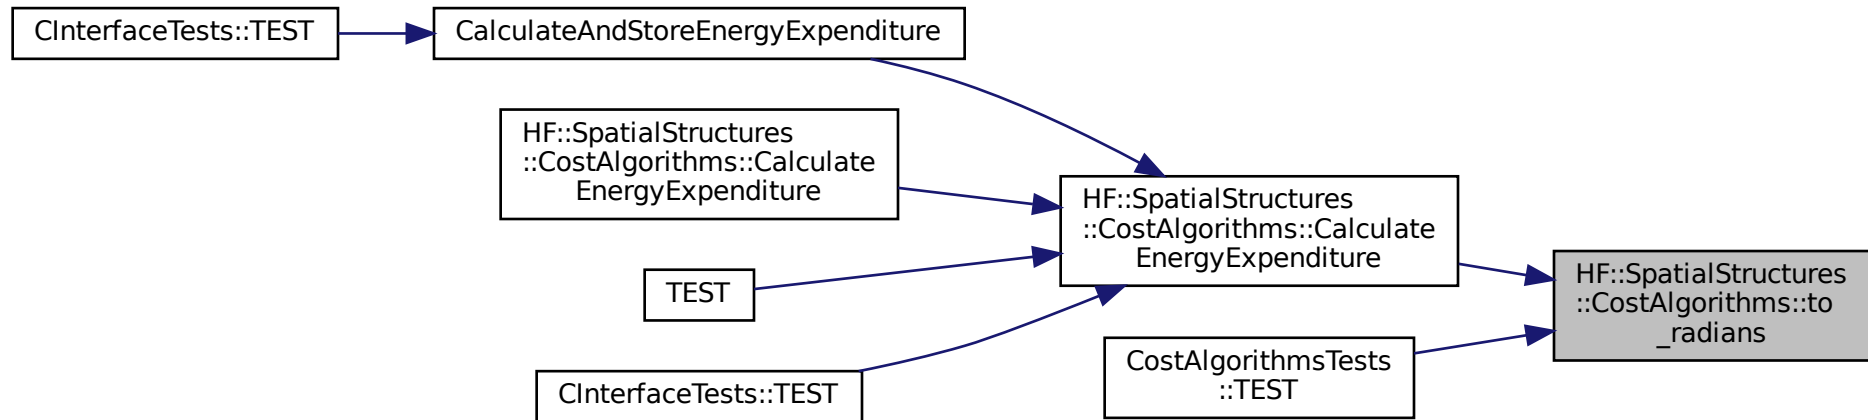 CInterfaceTests::TEST
CalculateAndStoreEnergyExpenditure
HF::SpatialStructures
::CostAlgorithms::Calculate
EnergyExpenditure
TEST
CInterfaceTests::TEST
HF::SpatialStructures
::CostAlgorithms::Calculate
EnergyExpenditure
CostAlgorithmsTests
::TEST
HF::SpatialStructures
::CostAlgorithms::to
_radians